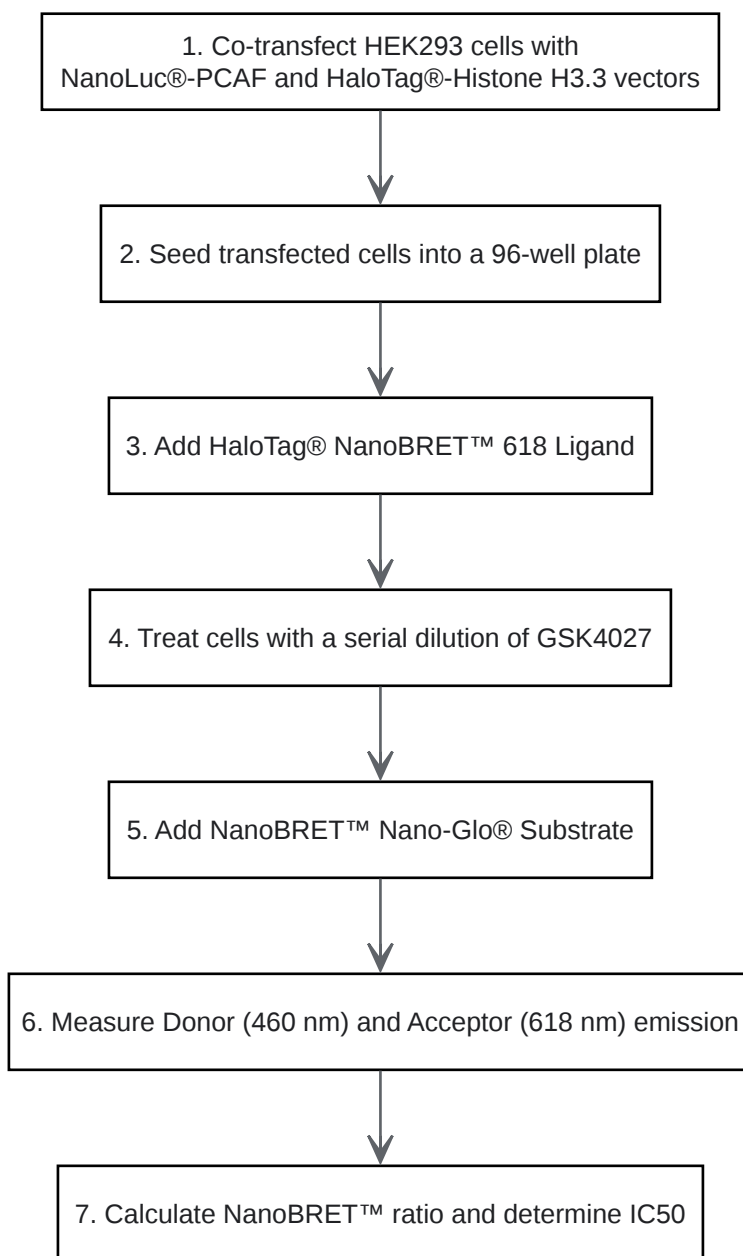 1. Co-transfect HEK293 cells with
NanoLuc®-PCAF and HaloTag®-Histone H3.3 vectors
2. Seed transfected cells into a 96-well plate
3. Add HaloTag® NanoBRET™ 618 Ligand
4. Treat cells with a serial dilution of GSK4027
5. Add NanoBRET™ Nano-Glo® Substrate
6. Measure Donor (460 nm) and Acceptor (618 nm) emission
7. Calculate NanoBRET™ ratio and determine IC50